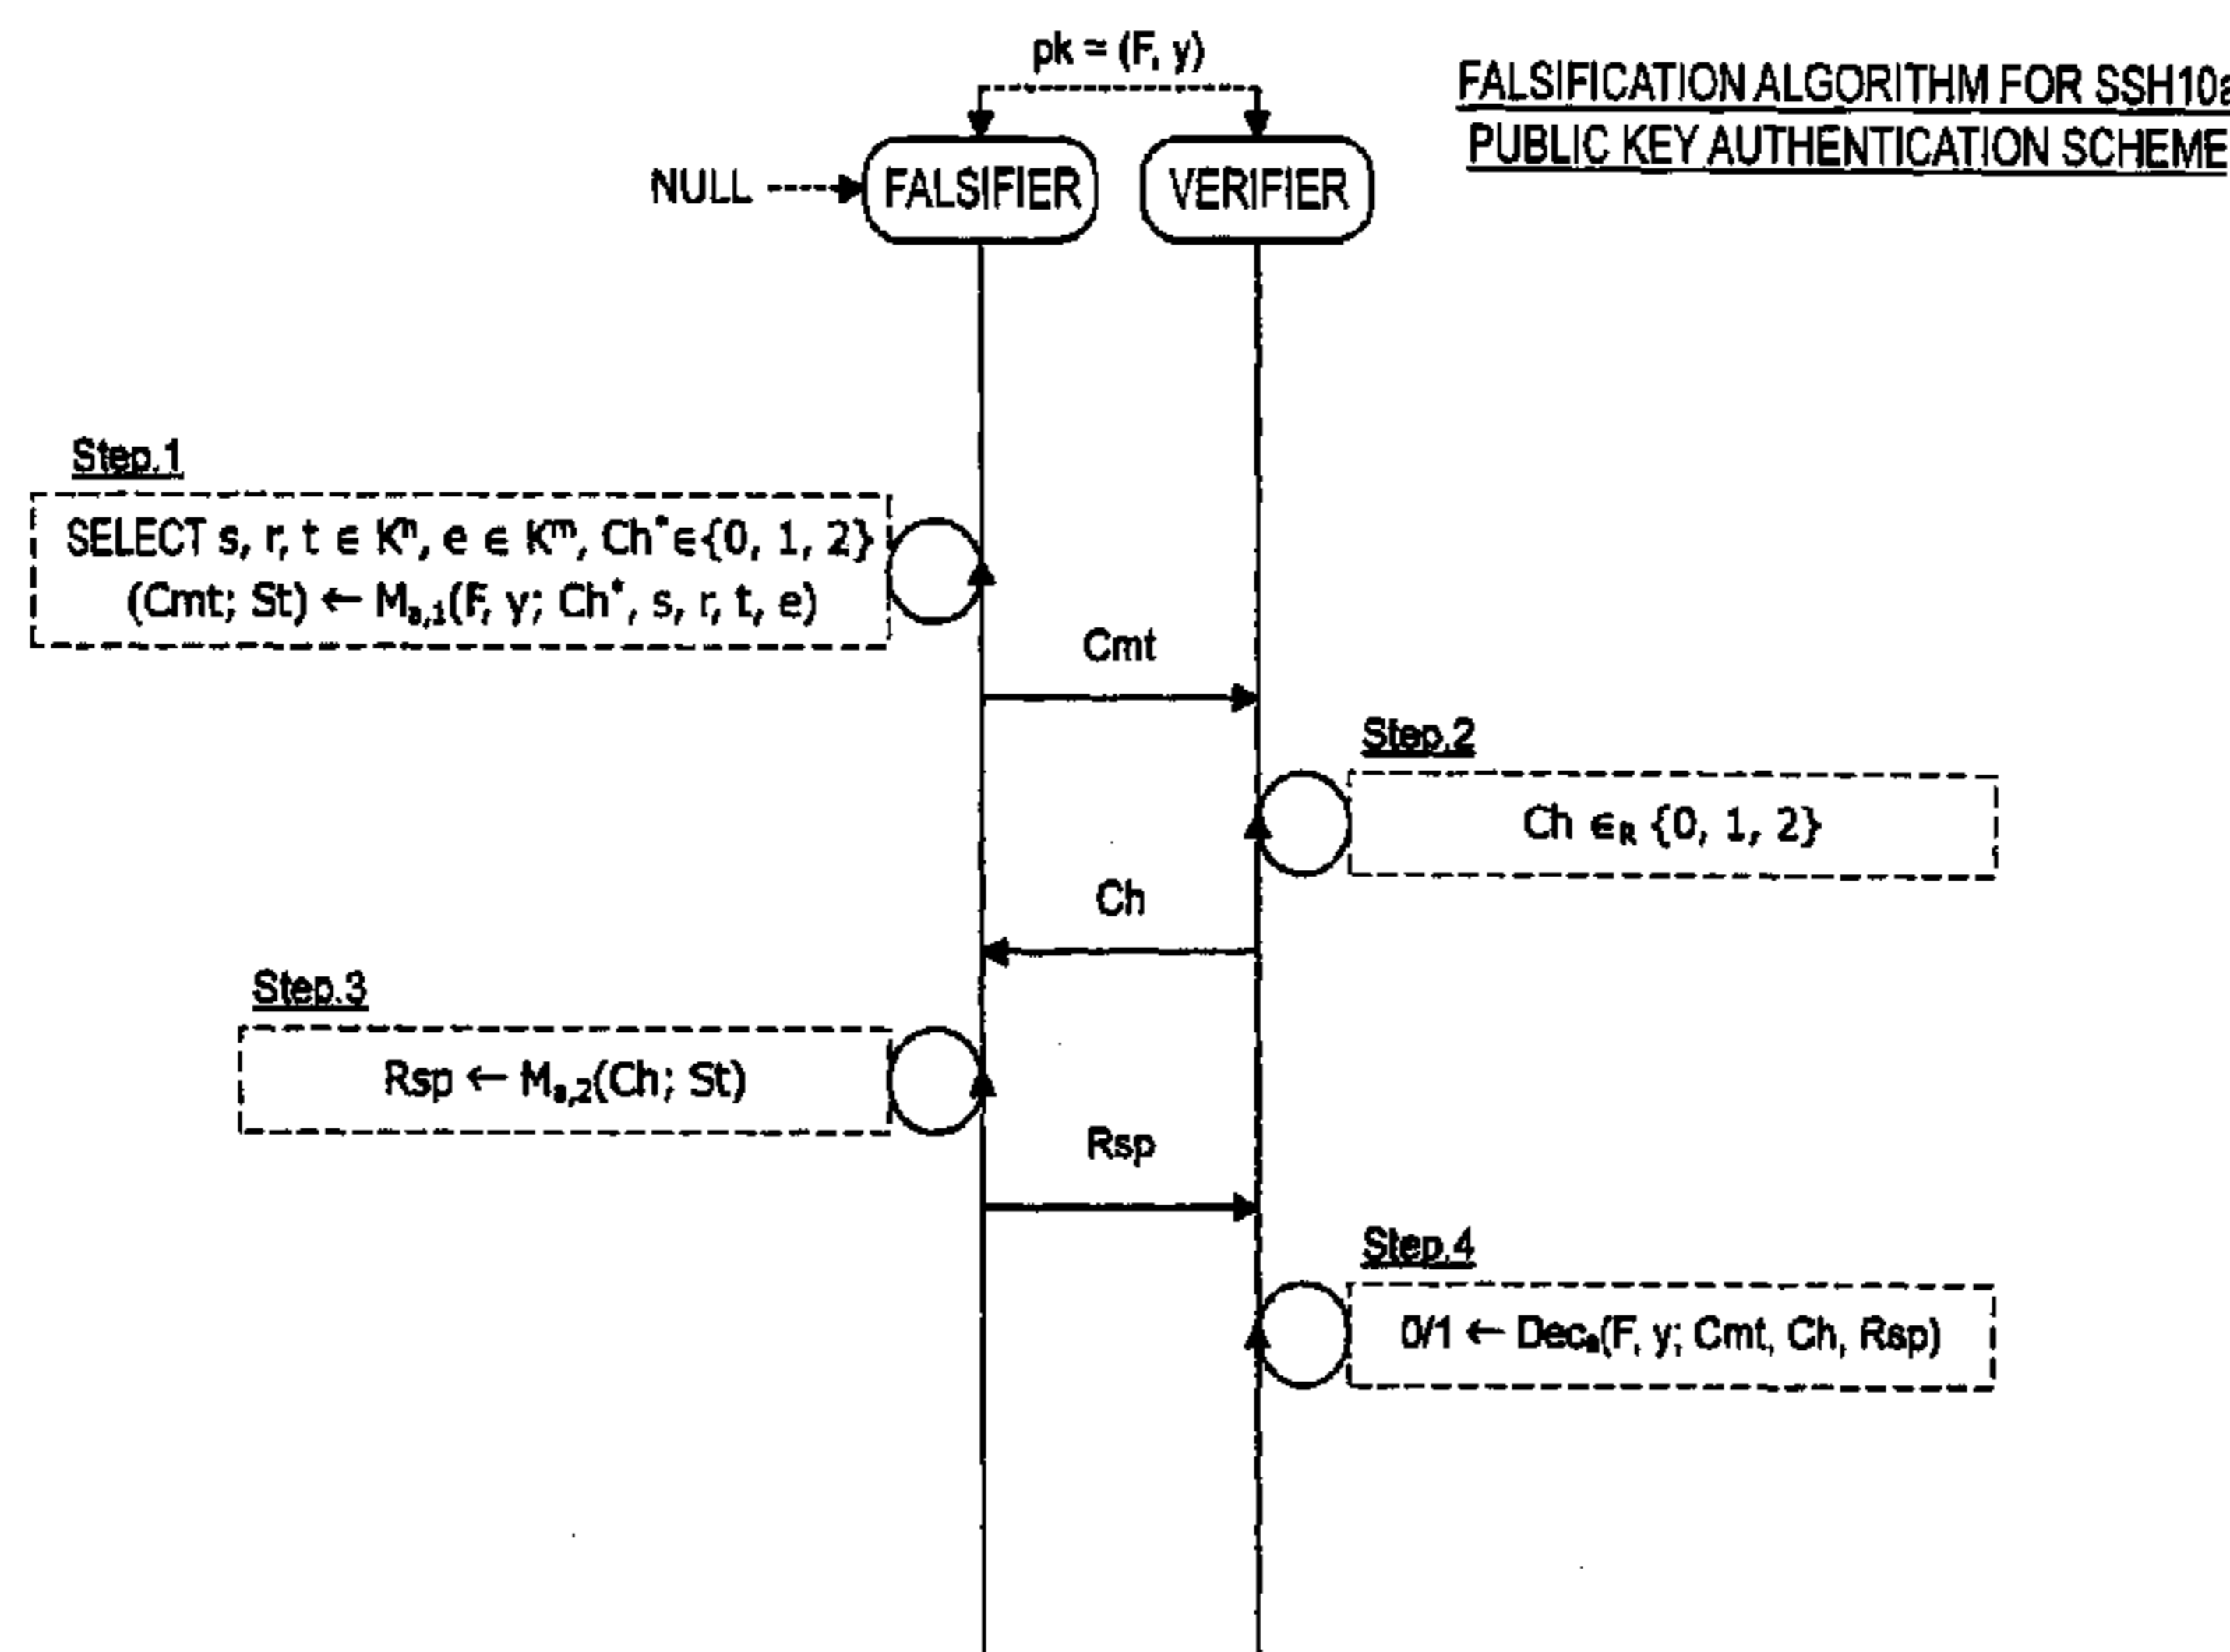 pk = (F, y)
FALSIFICATION ALGORITHM FOR SSH10a
PUBLIC KEY AUTHENTICATION SCHEME
NULL
FALSIFIER
VERIFIER
Step.1
SELECT s, r, t ∈ Kⁿ, e ∈ Kᵐ, Ch* ∈ {0, 1, 2}
(Cmt; St) ← Mₐ,₁(F, y; Ch*, s, r, t, e)
Cmt
Step.2
Ch ∈R {0, 1, 2}
Ch
Step.3
Rsp ← Mₐ,₂(Ch; St)
Rsp
Step.4
0/1 ← Decₐ(F, y; Cmt, Ch, Rsp)